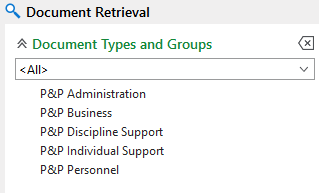 Document Retrieval
Document Types and Groups
<All>
P&P Administration
P&P Business
P&P Discipline Support
P&P Individual Support
P&P Personnel